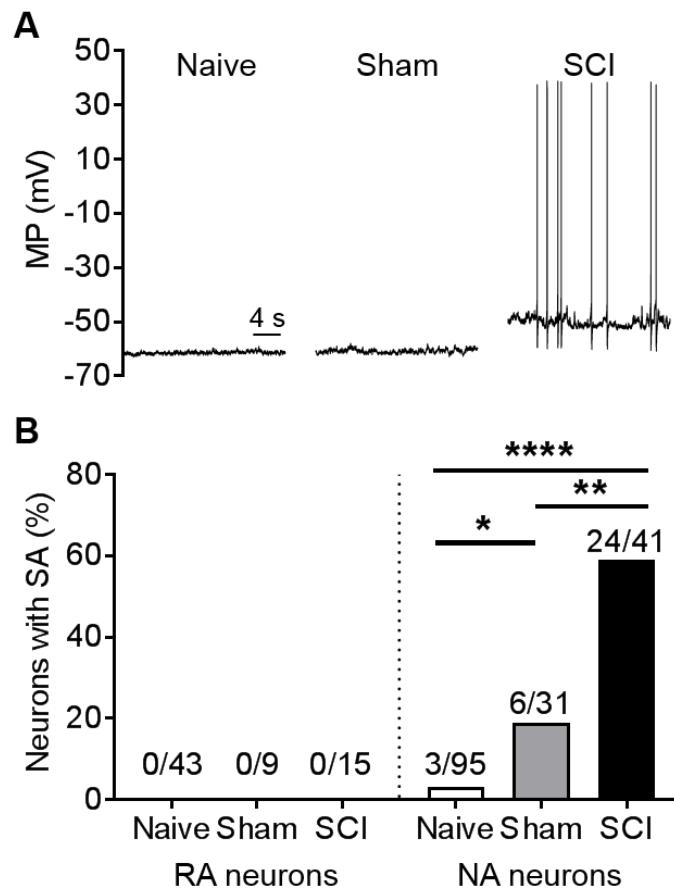 A
50
Naive Sham SCI
30
10
MP (mV)
-10
-30
-50
4 s
-70
B
80
****
**
*
24/41
60
Neurons with SA (%)
40
6/31
20
0/43 0/9 0/15 3/95
0
Naive Sham SCI Naive Sham SCI
RA neurons NA neurons